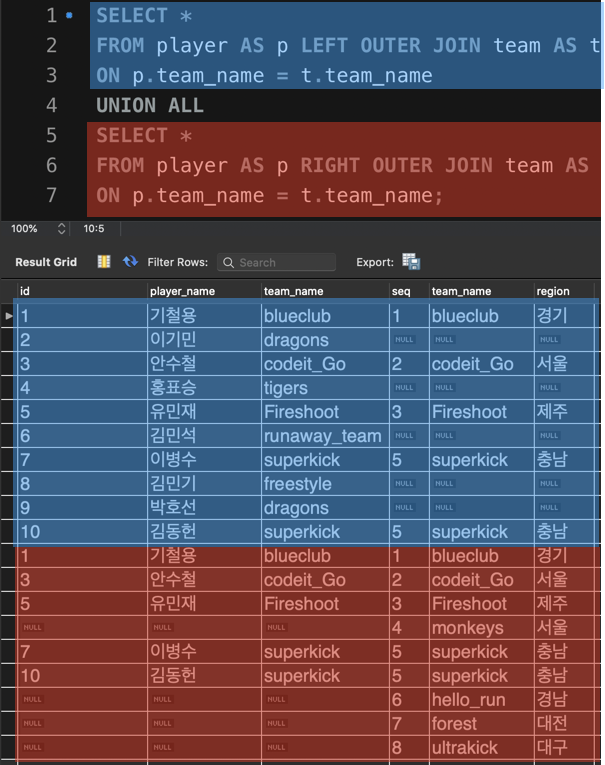 1 SELECT *
2 FROM player AS p LEFT OUTER JOIN team AS t
3 ON p.team_name = t.team_name
4 UNION ALL
5 SELECT *
6 FROM player AS p RIGHT OUTER JOIN team AS
7 ON p.team_name = t.team_name;
100% 10:5
Result Grid Filter Rows: Search Export:
id player_name team_name seq team_name region
1 기철용 blueclub 1 blueclub 경기
2 이기민 dragons NULL NULL NULL
3 안수철 codeit_Go 2 codeit_Go 서울
4 홍표승 tigers NULL NULL NULL
5 유민재 Fireshoot 3 Fireshoot 제주
6 김민석 runaway_team NULL NULL NULL
7 이병수 superkick 5 superkick 충남
8 김민기 freestyle NULL NULL NULL
9 박호선 dragons NULL NULL NULL
10 김동헌 superkick 5 superkick 충남
1 기철용 blueclub 1 blueclub 경기
3 안수철 codeit_Go 2 codeit_Go 서울
5 유민재 Fireshoot 3 Fireshoot 제주
NULL NULL NULL 4 monkeys 서울
7 이병수 superkick 5 superkick 충남
10 김동헌 superkick 5 superkick 충남
NULL NULL NULL 6 hello_run 경남
NULL NULL NULL 7 forest 대전
NULL NULL NULL 8 ultrakick 대구